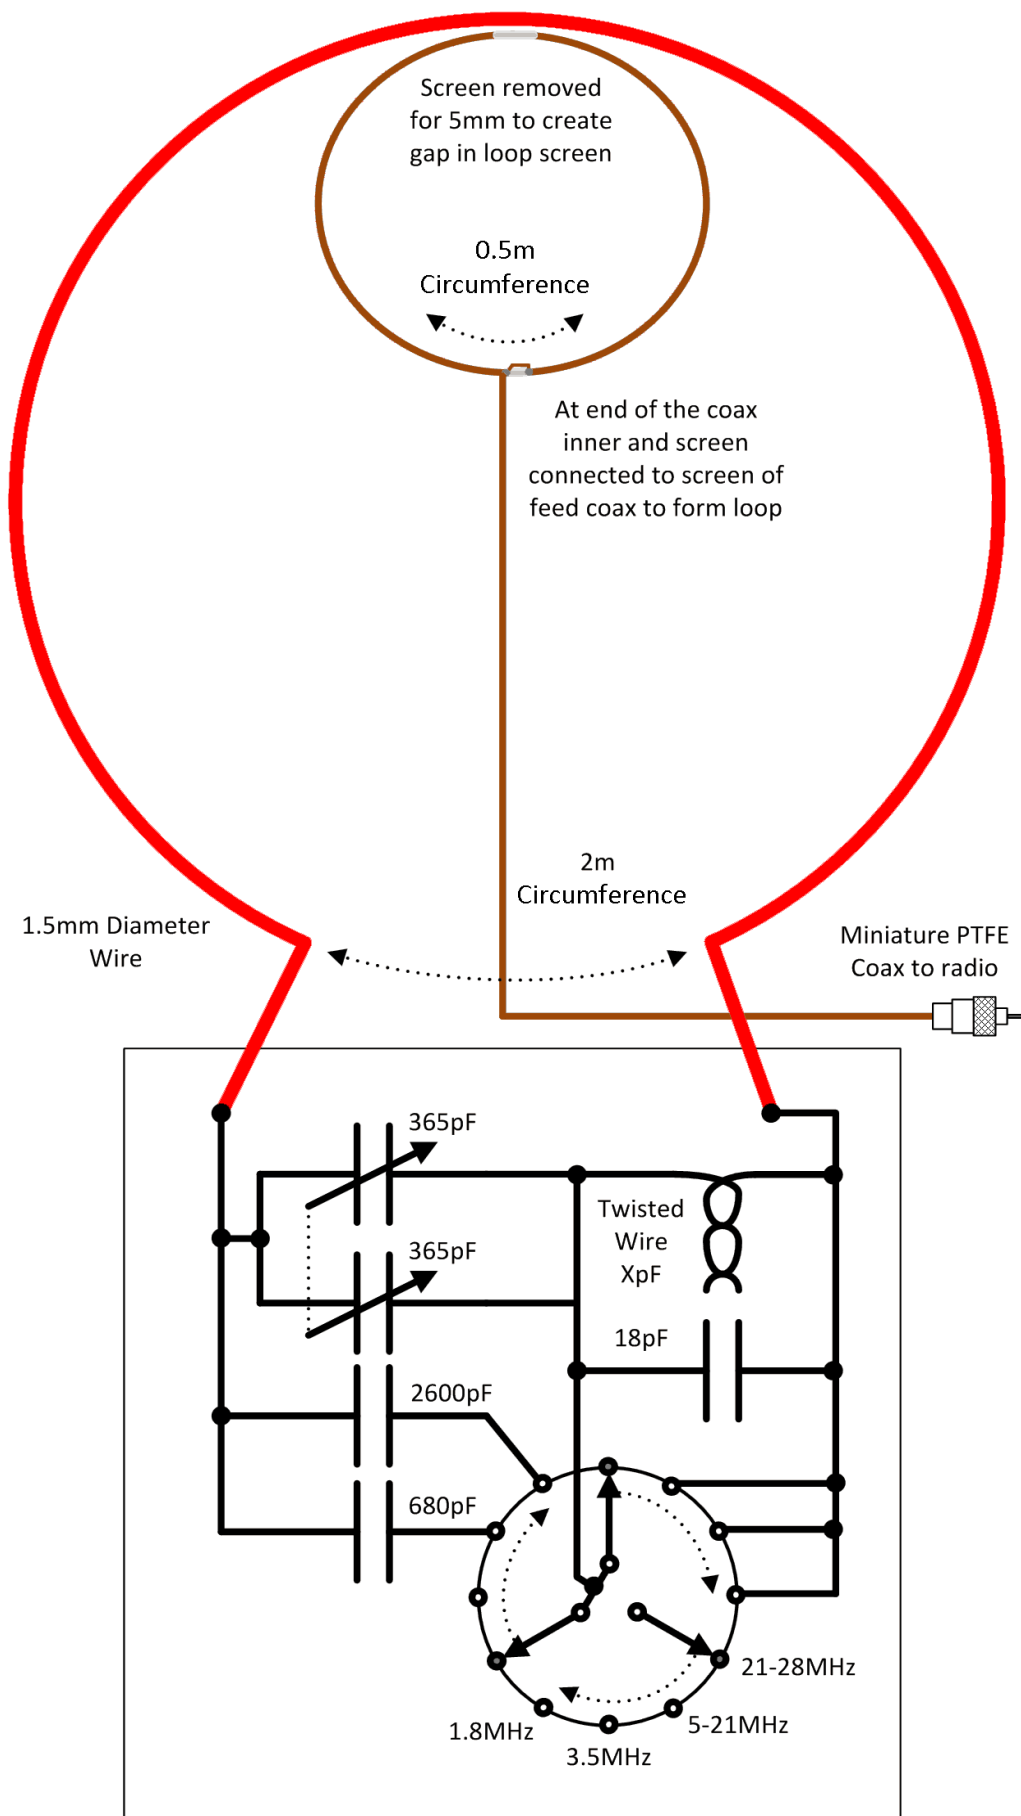 Screen removed
for 5mm to create
gap in loop screen
0.5m
Circumference
At end of the coax
inner and screen
connected to screen of
feed coax to form loop
2m
Circumference
1.5mm Diameter
Wire
Miniature PTFE
Coax to radio
365pF
Twisted
Wire
XpF
365pF
18pF
2600pF
680pF
21-28MHz
5-21MHz
1.8MHz
3.5MHz